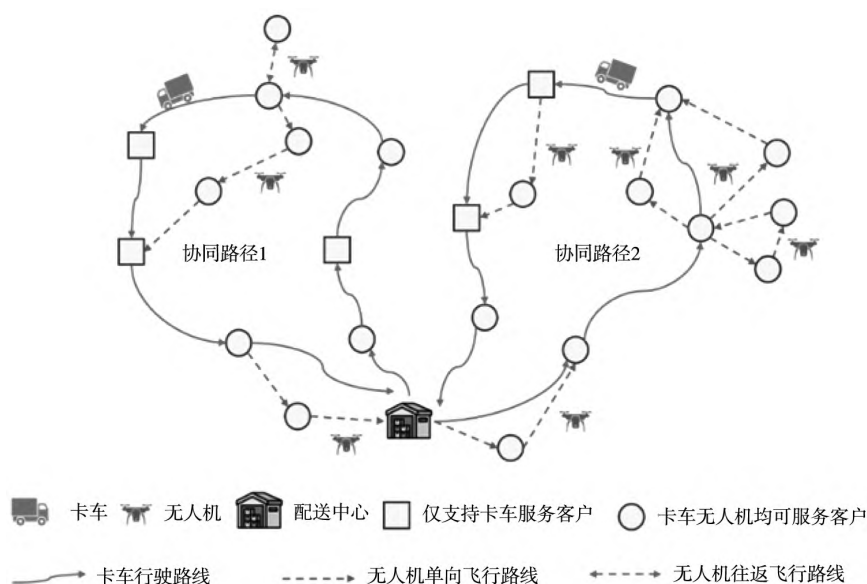 协同路径1
协同路径2
卡车 无人机 配送中心 仅支持卡车服务客户 卡车无人机均可服务客户
卡车行驶路线 无人机单向飞行路线 无人机往返飞行路线